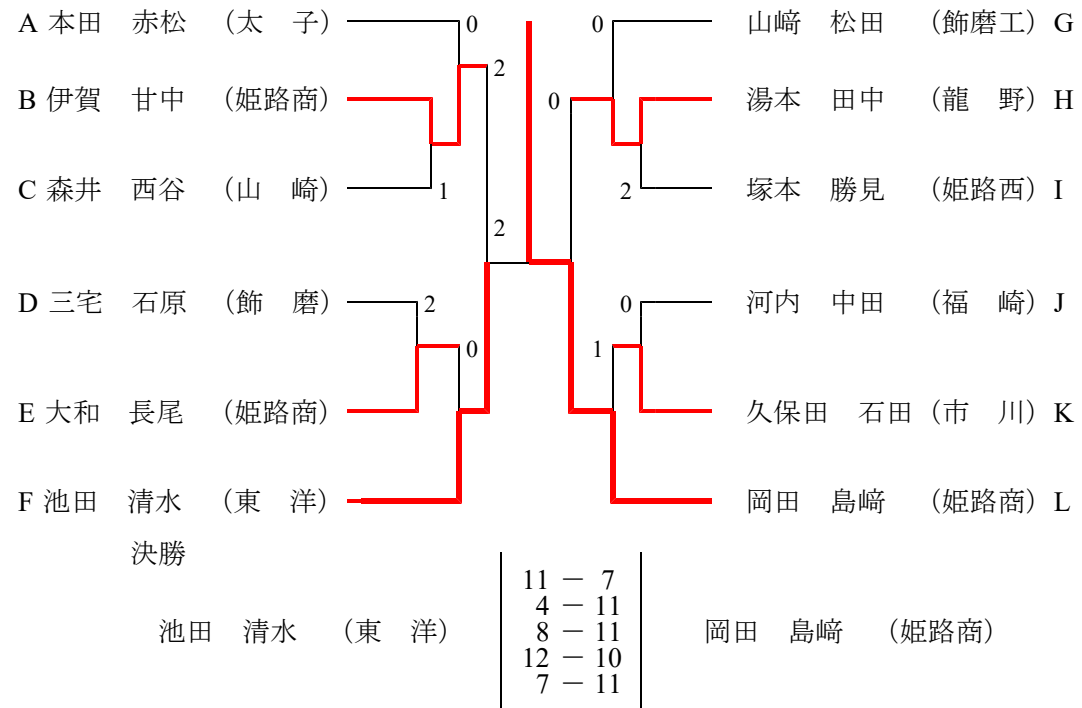 A 本田　赤松　（太　子） 0 0 山﨑　松田　（飾磨工） G
2
B 伊賀　甘中　（姫路商） 0 湯本　田中　（龍　野） H
C 森井　西谷　（山　崎） 1 2 塚本　勝見　（姫路西） I
2
D 三宅　石原　（飾　磨） 2 0 河内　中田　（福　崎） J
0 1
E 大和　長尾　（姫路商） 久保田　石田（市　川） K
F 池田　清水　（東　洋） 岡田　島﨑　（姫路商） L
決勝
11 － 7
4 － 11
池田　清水　（東　洋） 8 － 11 岡田　島﨑　（姫路商）
12 － 10
7 － 11